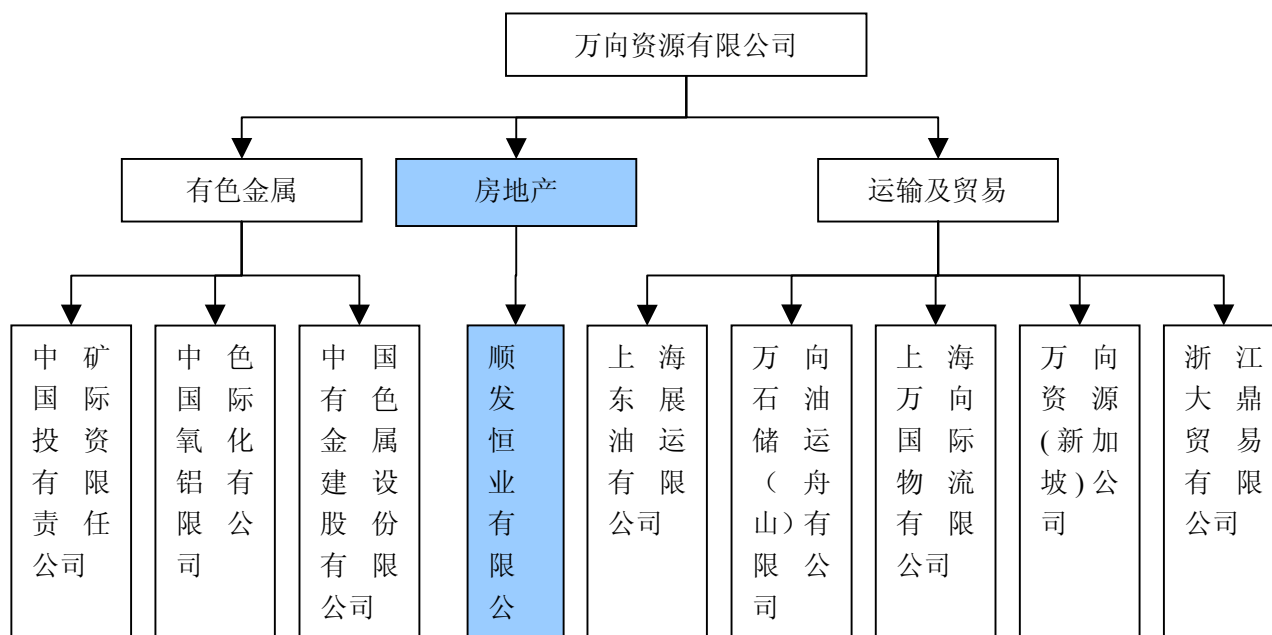 万向资源有限公司
有色金属
房地产
运输及贸易
中矿
国际
投资
有限
责任
公司
中色
国际
氧化
铝有
限公
司
中国
有色
金属
建设
股份
有限
公司
顺
发
恒
业
有
限
公
上海
东展
油运
有限
公司
万向
石油
储运
（舟
山）有
限公
司
上海
万向
国际
物流
有限
公司
万向
资源
(新加
坡)公
司
浙江
大鼎
贸易
有限
公司